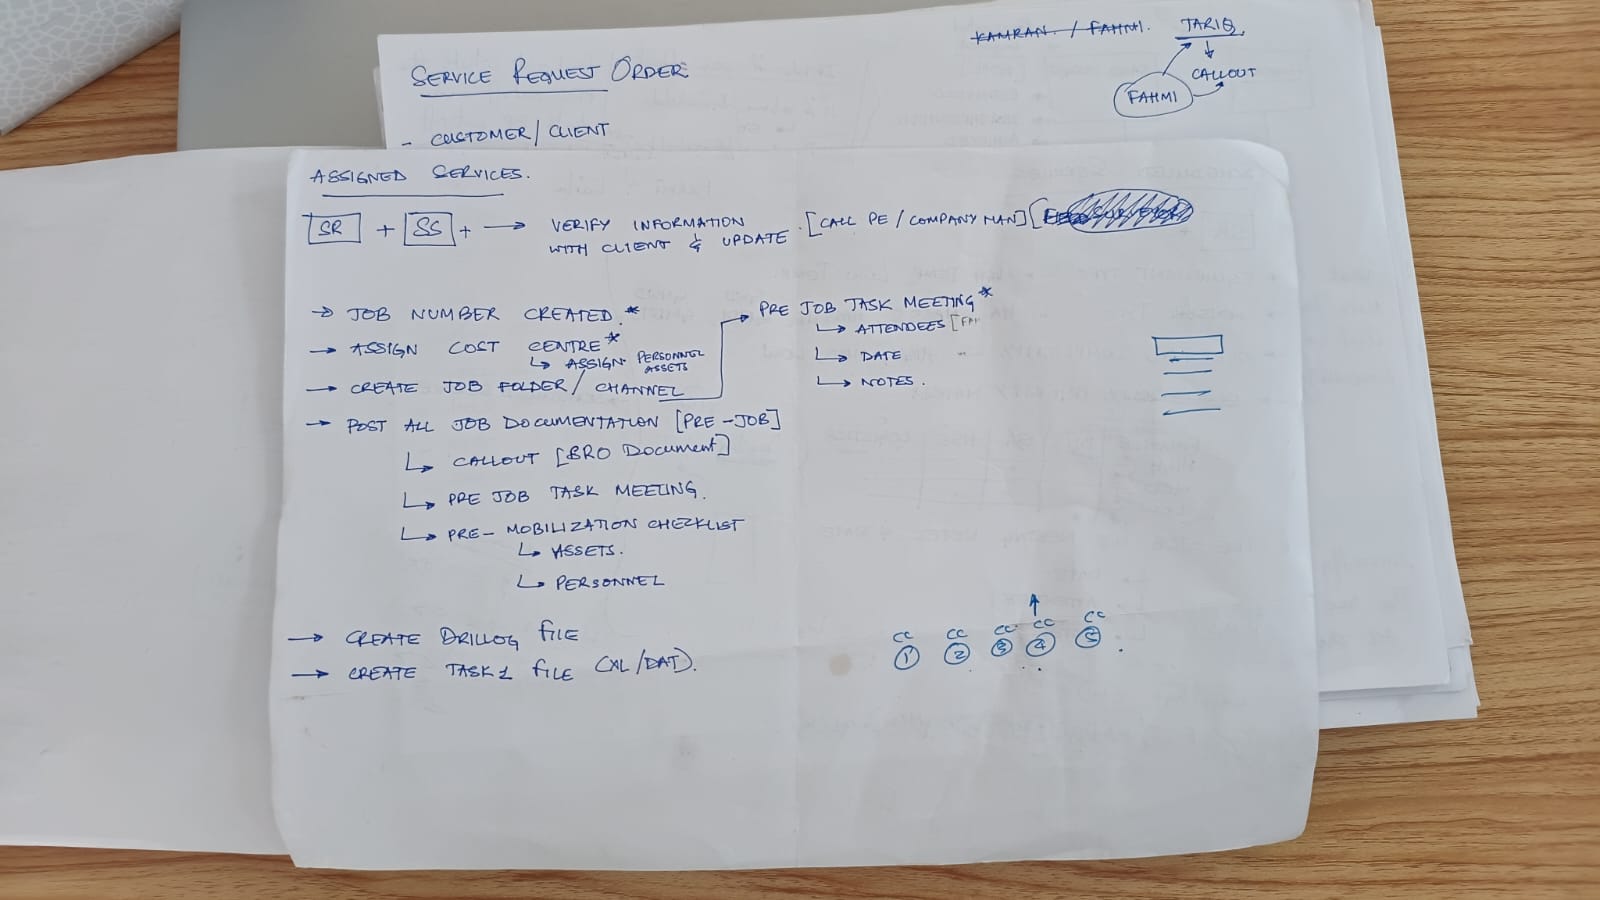 KAMRAN. / FAHMI. TARIQ.
CALLOUT
FAHMI
SERVICE REQUEST ORDER
- CUSTOMER/CLIENT
ASSIGNED SERVICES.
SR + SS + → VERIFY INFORMATION WITH CLIENT & UPDATE. [CALL PE / COMPANY MAN] [
→ JOB NUMBER CREATED.*
→ ASSIGN COST CENTRE*
↳ ASSIGN. PERSONNEL
ASSETS
→ CREATE JOB FOLDER/ CHANNEL
PRE JOB TASK MEETING*
↳ ATTENDEES [FA
↳ DATE
↳ NOTES.
→ POST ALL JOB DOCUMENTATION [PRE-JOB]
↳ CALLOUT [BRO Document]
↳ PRE JOB TASK MEETING.
↳ PRE-MOBILIZATION CHECKLIST
↳ ASSETS.
↳ PERSONNEL
→ CREATE DRILLOG FILE
→ CREATE TASK1 FILE (XL/DAT).
CC CC CC CC CC
1 2 3 4 5